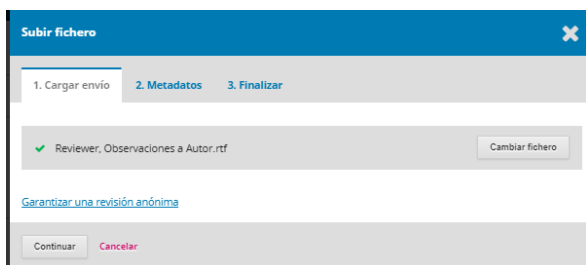 Subir fichero
1. Cargar envío 2. Metadatos 3. Finalizar
Reviewer, Observaciones a Autor.rtf Cambiar fichero
Garantizar una revisión anónima
Continuar Cancelar